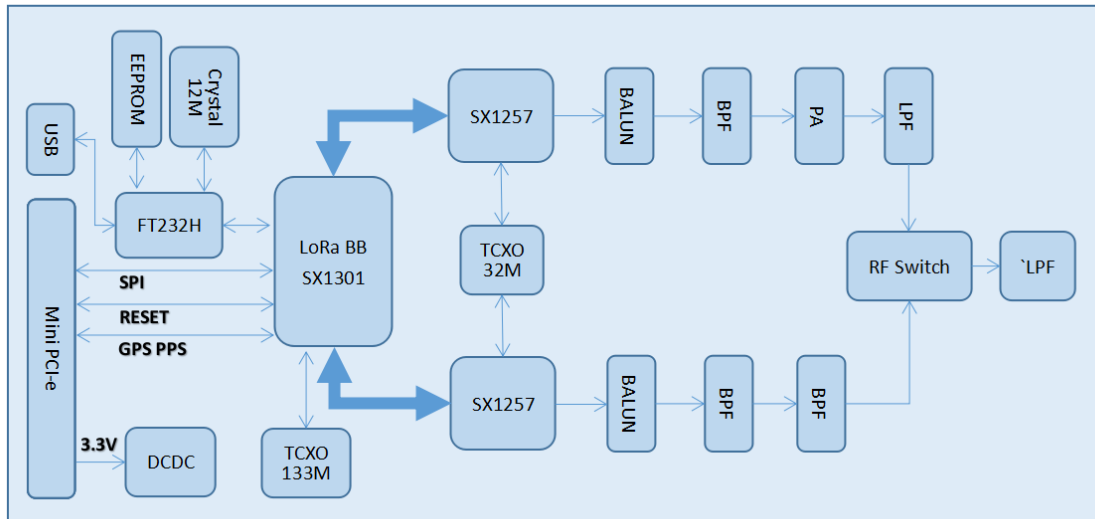 EEPROM
Crystal
12M
USB
FT232H
Mini PCI-e
SPI
RESET
GPS PPS
3.3V
DCDC
LoRa BB
SX1301
TCXO
133M
SX1257
TCXO
32M
SX1257
BALUN
BPF
PA
LPF
RF Switch
`LPF
BALUN
BPF
BPF